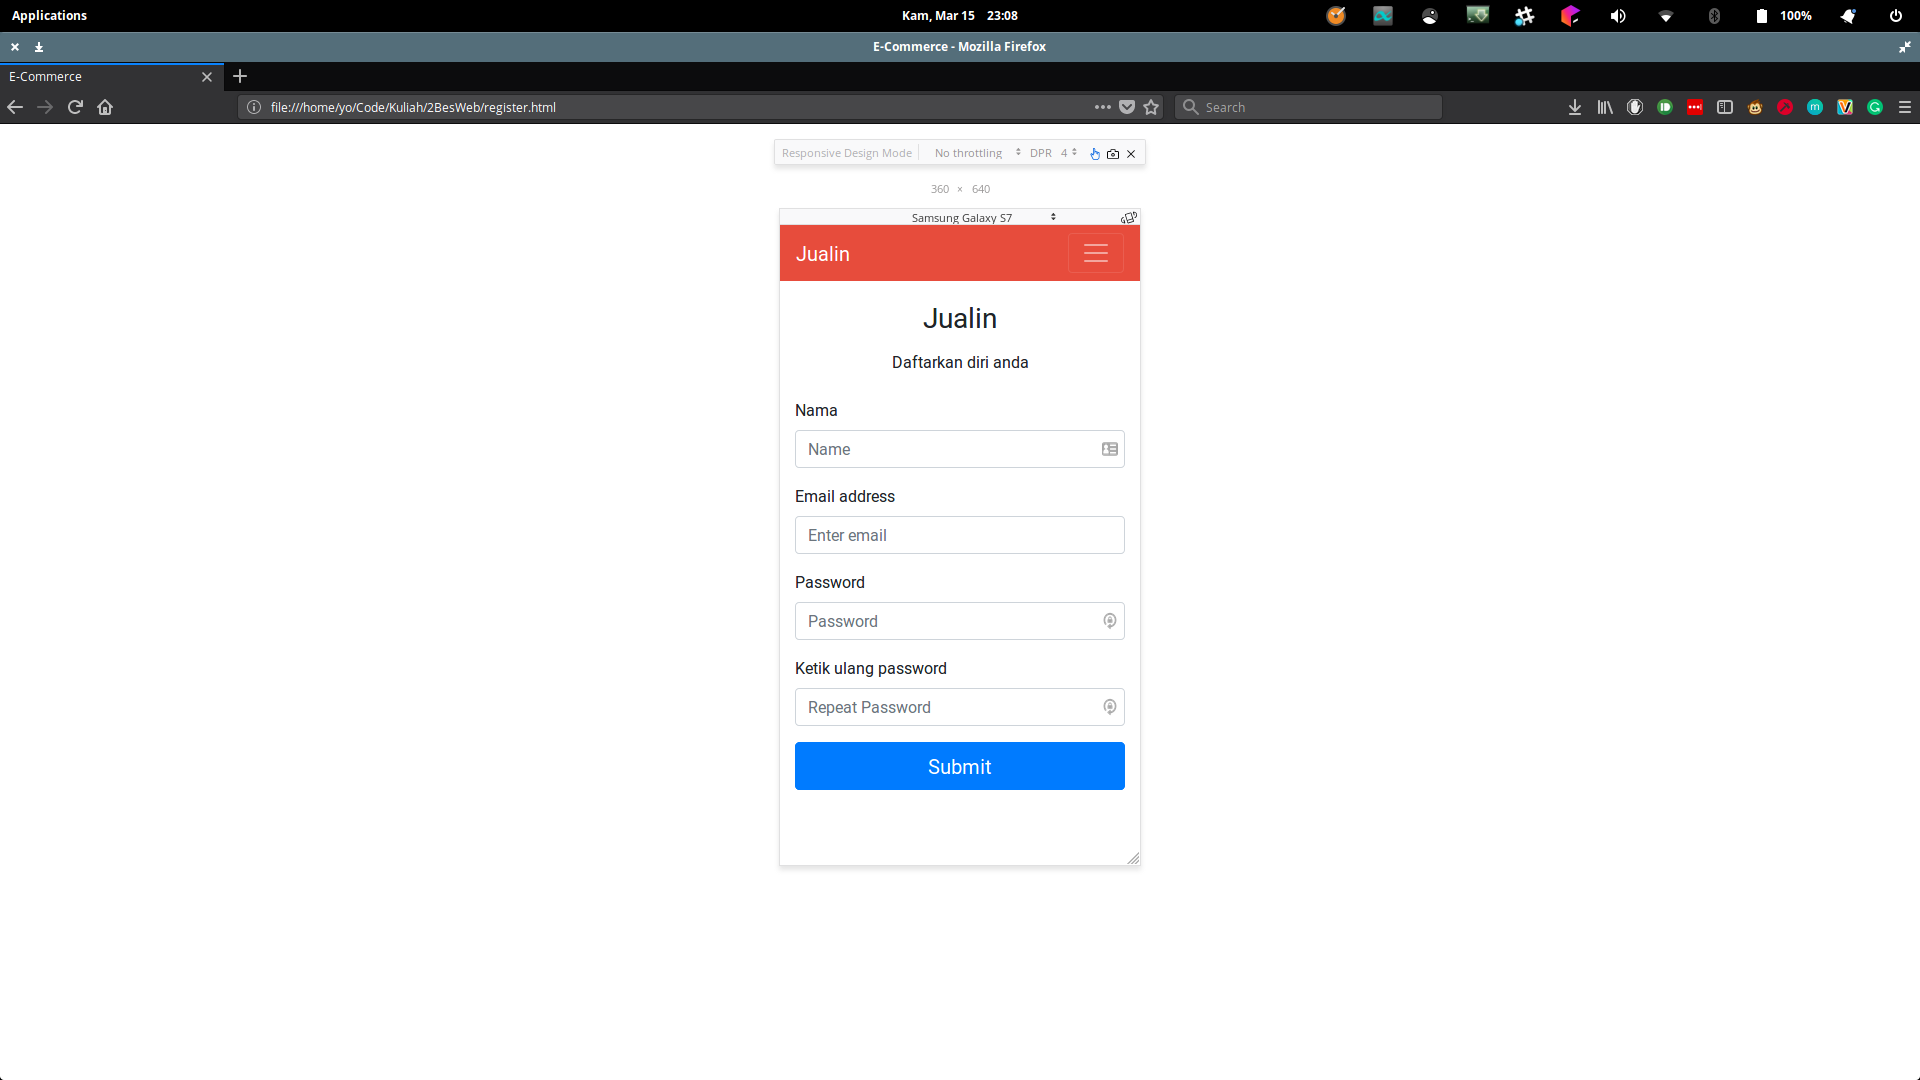 Applications
Kam, Mar 15 23:08
100%
E-Commerce - Mozilla Firefox
E-Commerce
file:///home/yo/Code/Kuliah/2BesWeb/register.html
Search
Responsive Design Mode
No throttling
DPR 4
360 × 640
Samsung Galaxy S7
Jualin
Jualin
Daftarkan diri anda
Nama
Name
Email address
Enter email
Password
Password
Ketik ulang password
Repeat Password
Submit